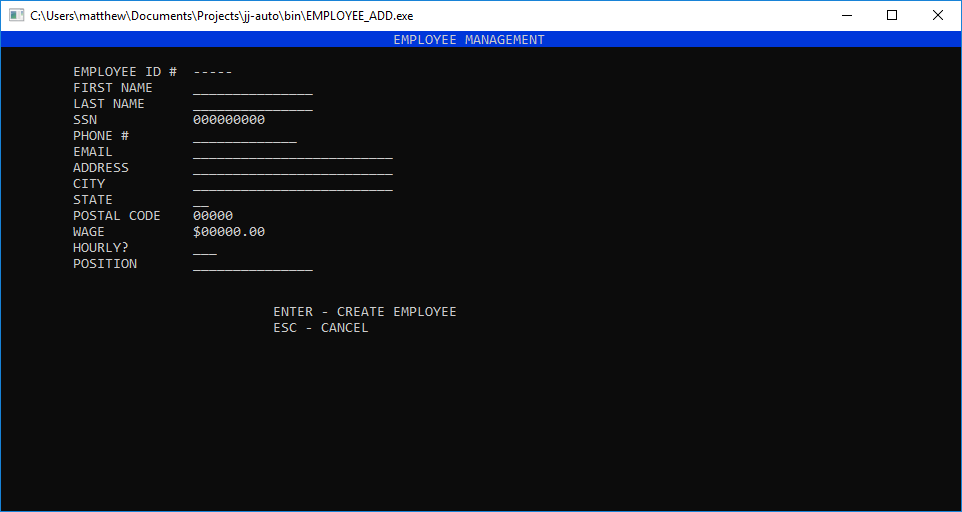 C:\Users\matthew\Documents\Projects\jj-auto\bin\EMPLOYEE_ADD.exe
EMPLOYEE MANAGEMENT
EMPLOYEE ID # -----
FIRST NAME _______________
LAST NAME _______________
SSN 000000000
PHONE # _____________
EMAIL _________________________
ADDRESS _________________________
CITY _________________________
STATE __
POSTAL CODE 00000
WAGE $00000.00
HOURLY? ___
POSITION _______________
ENTER - CREATE EMPLOYEE
ESC - CANCEL